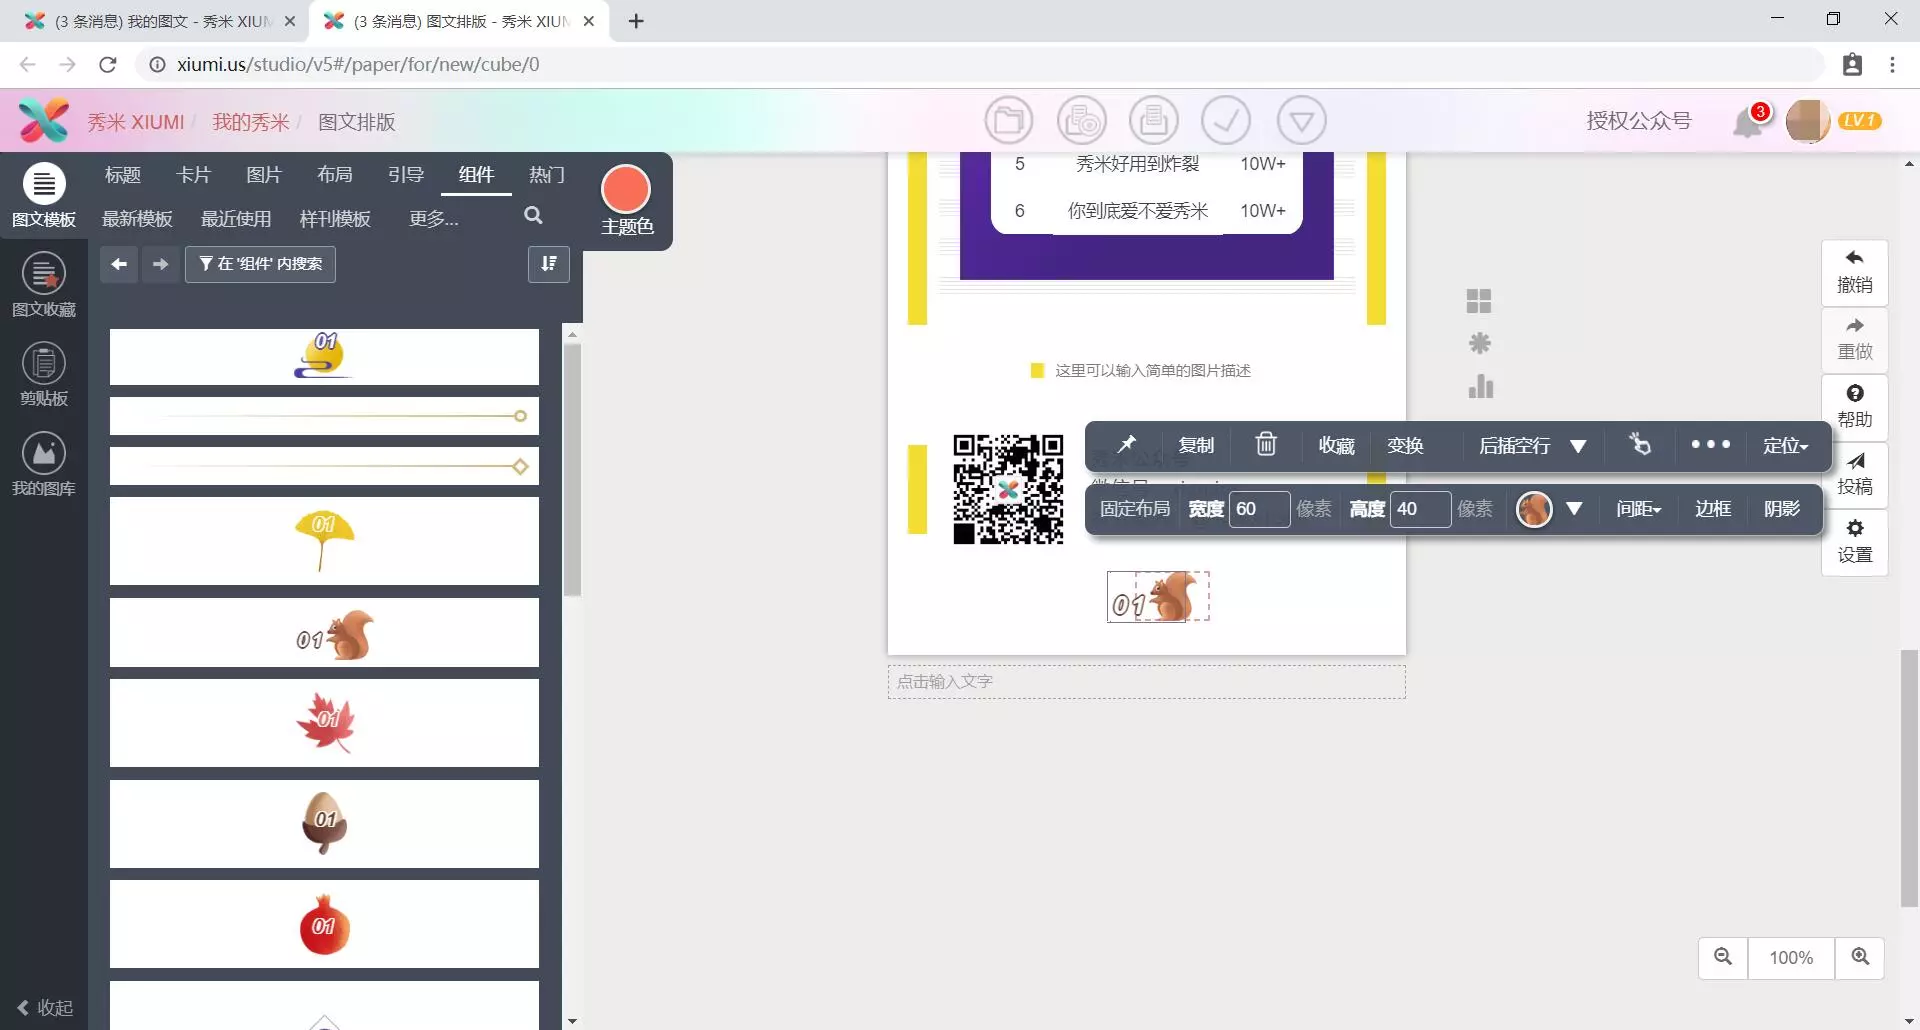 (3 条消息) 我的图文 - 秀米 XIUM
(3 条消息) 图文排版 - 秀米 XIUM
xiumi.us/studio/v5#/paper/for/new/cube/0
秀米 XIUMI / 我的秀米 / 图文排版
授权公众号
3
LV.1
图文模板
图文收藏
剪贴板
我的图库
收起
标题 卡片 图片 布局 引导 组件 热门
最新模板 最近使用 样刊模板 更多...
主题色
在 '组件' 内搜索
01
01
01
01
01
01
5 秀米好用到炸裂 10W+
6 你到底爱不爱秀米 10W+
这里可以输入简单的图片描述
复制 收藏 变换 后插空行 定位
固定布局 宽度 60 像素 高度 40 像素 间距 边框 阴影
01
点击输入文字
撤销
重做
帮助
投稿
设置
100%